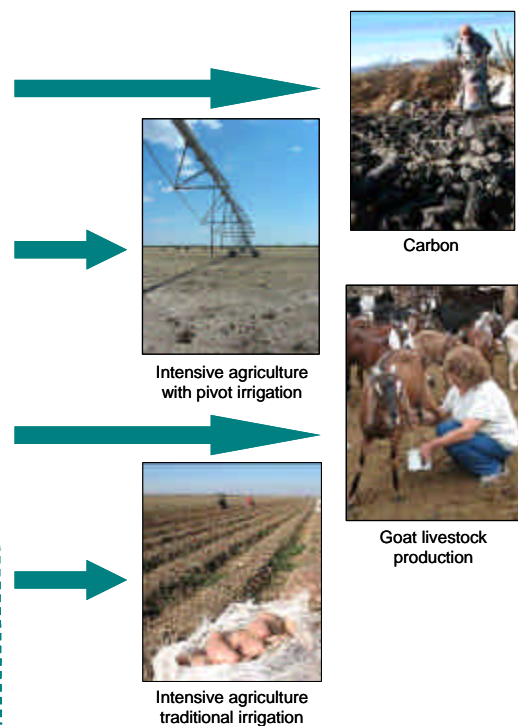 Carbon
Intensive agriculture
with pivot irrigation
Goat livestock
production
Intensive agriculture
traditional irrigation